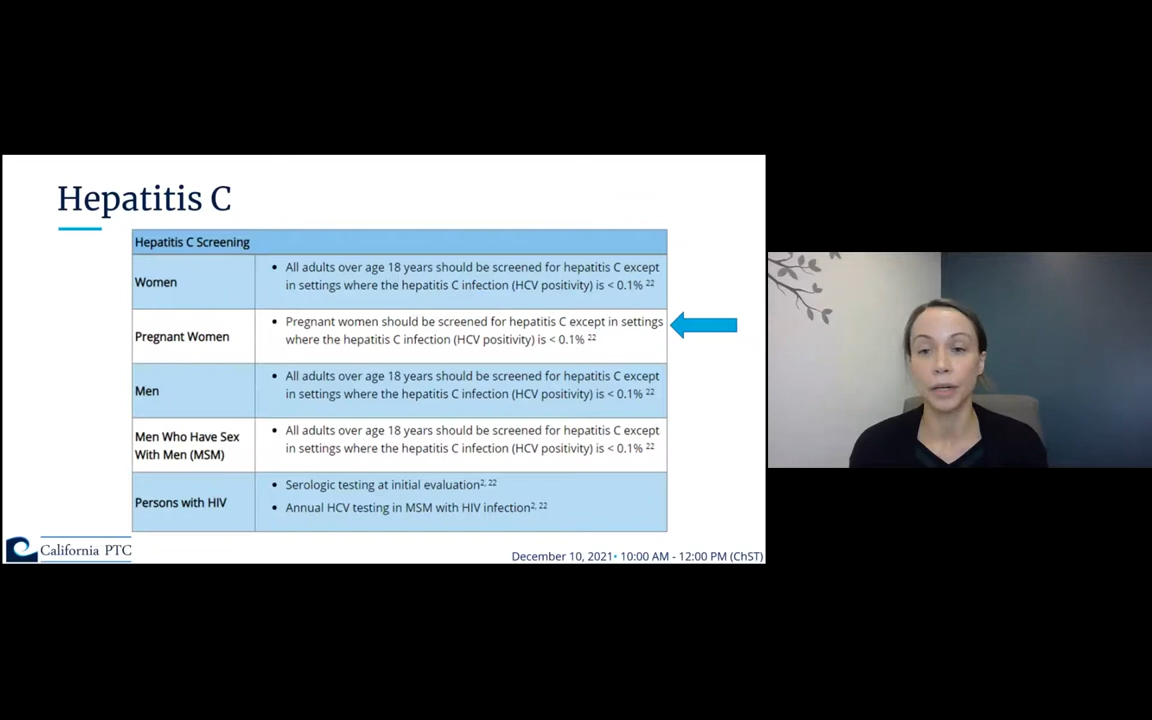 Hepatitis C
Hepatitis C Screening
Women
• All adults over age 18 years should be screened for hepatitis C except
in settings where the hepatitis C infection (HCV positivity) is < 0.1% 22
Pregnant Women
• Pregnant women should be screened for hepatitis C except in settings
where the hepatitis C infection (HCV positivity) is < 0.1% 22
Men
• All adults over age 18 years should be screened for hepatitis C except
in settings where the hepatitis C infection (HCV positivity) is < 0.1% 22
Men Who Have Sex
With Men (MSM)
• All adults over age 18 years should be screened for hepatitis C except
in settings where the hepatitis C infection (HCV positivity) is < 0.1% 22
Persons with HIV
• Serologic testing at initial evaluation2, 22
• Annual HCV testing in MSM with HIV infection2, 22
California PTC
December 10, 2021• 10:00 AM - 12:00 PM (ChST)